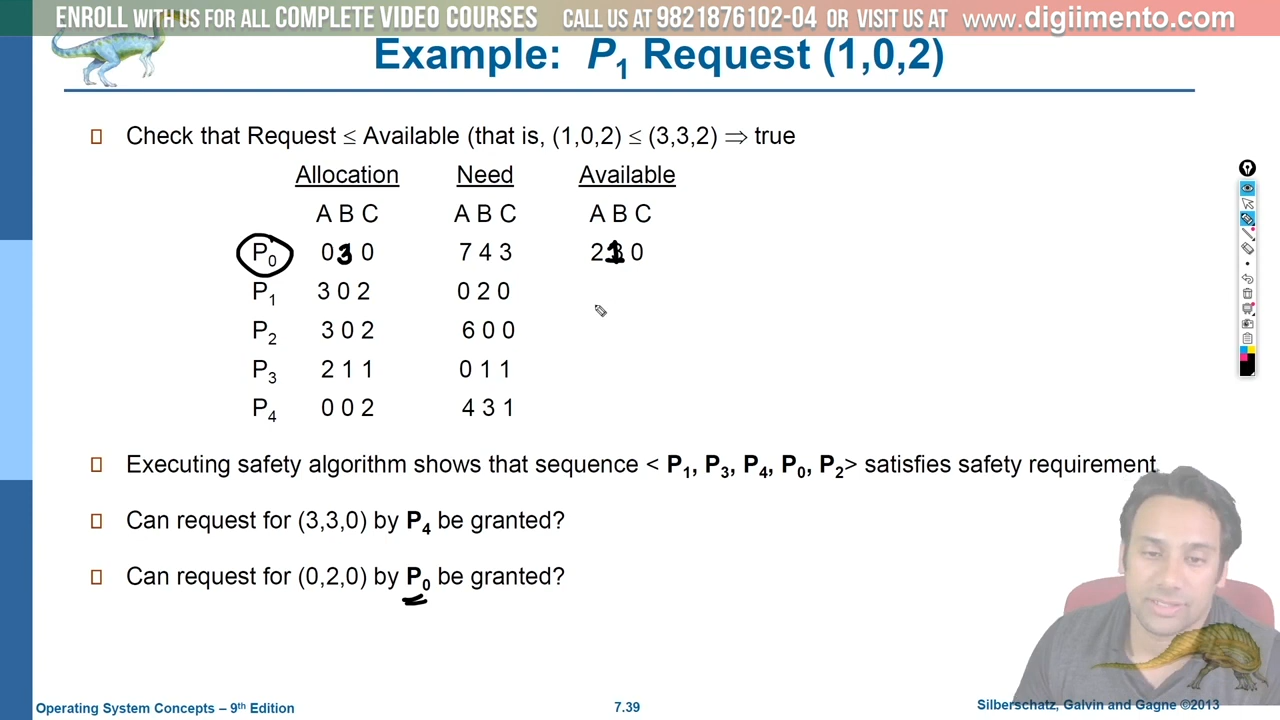 ENROLL WITH US FOR ALL COMPLETE VIDEO COURSES CALL US AT 9821876102-04 OR VISIT US AT www.digiimento.com
Example: P1 Request (1,0,2)
Check that Request ≤ Available (that is, (1,0,2) ≤ (3,3,2) ⇒ true
Allocation Need Available
A B C A B C A B C
P0 0 3 0 7 4 3 2 1 0
P1 3 0 2 0 2 0
P2 3 0 2 6 0 0
P3 2 1 1 0 1 1
P4 0 0 2 4 3 1
Executing safety algorithm shows that sequence < P1, P3, P4, P0, P2> satisfies safety requirement
Can request for (3,3,0) by P4 be granted?
Can request for (0,2,0) by P0 be granted?
Operating System Concepts – 9th Edition 7.39 Silberschatz, Galvin and Gagne ©2013